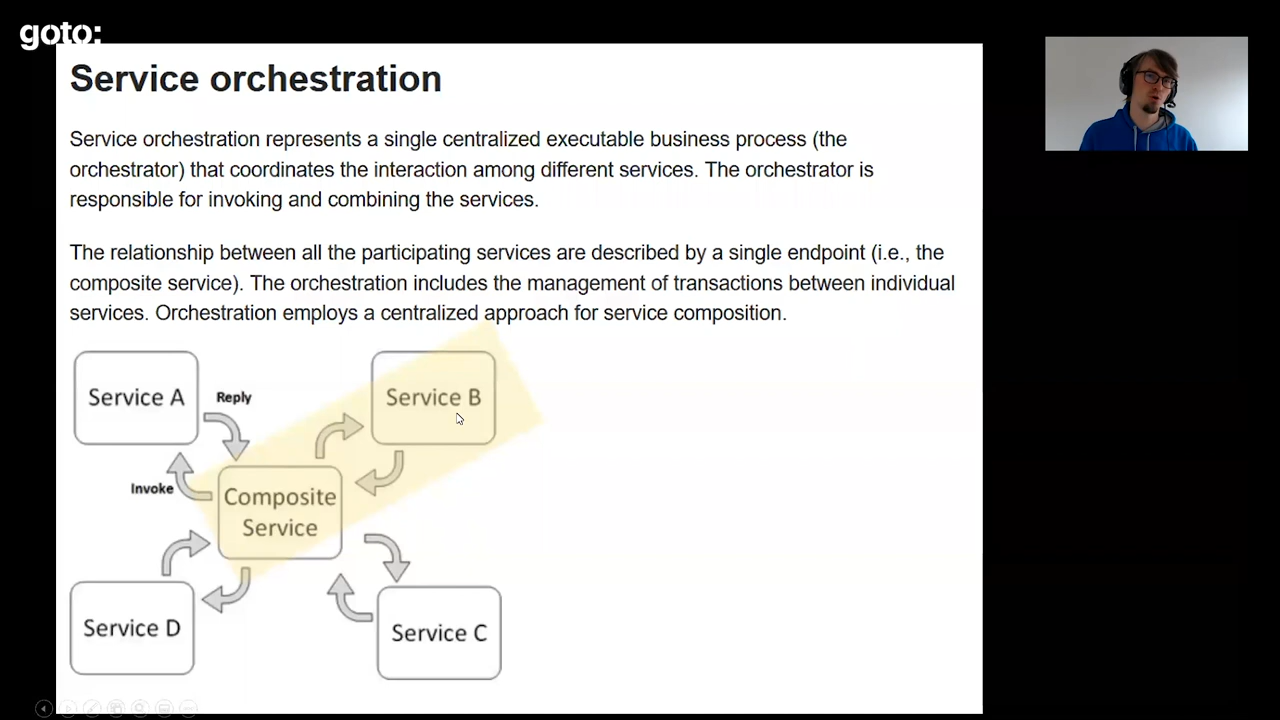 goto:
Service orchestration
Service orchestration represents a single centralized executable business process (the
orchestrator) that coordinates the interaction among different services. The orchestrator is
responsible for invoking and combining the services.
The relationship between all the participating services are described by a single endpoint (i.e., the
composite service). The orchestration includes the management of transactions between individual
services. Orchestration employs a centralized approach for service composition.
Service A
Reply
Service B
Invoke
Composite
Service
Service D
Service C